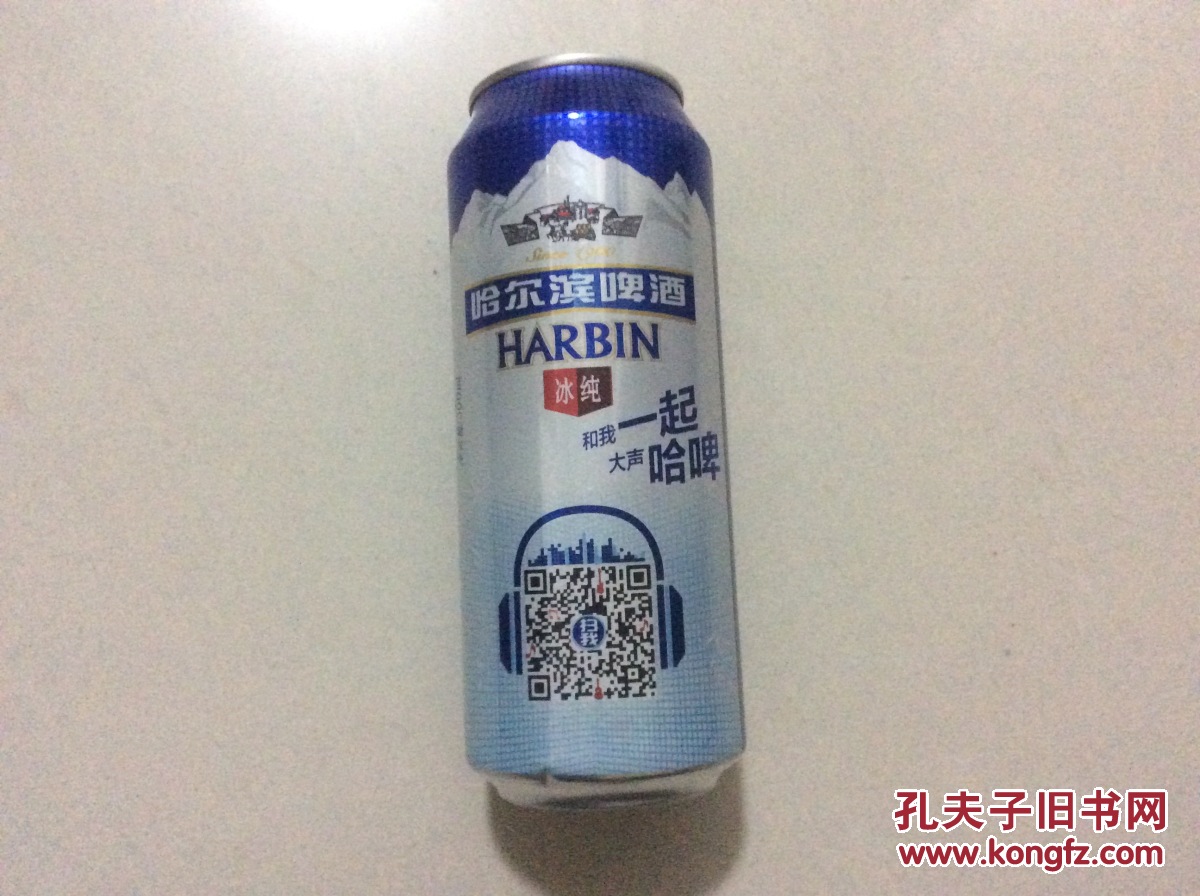 Since 1900
哈尔滨啤酒
HARBIN
冰纯
和我一起
大声哈啤
扫我
孔夫子旧书网
www.kongfz.com